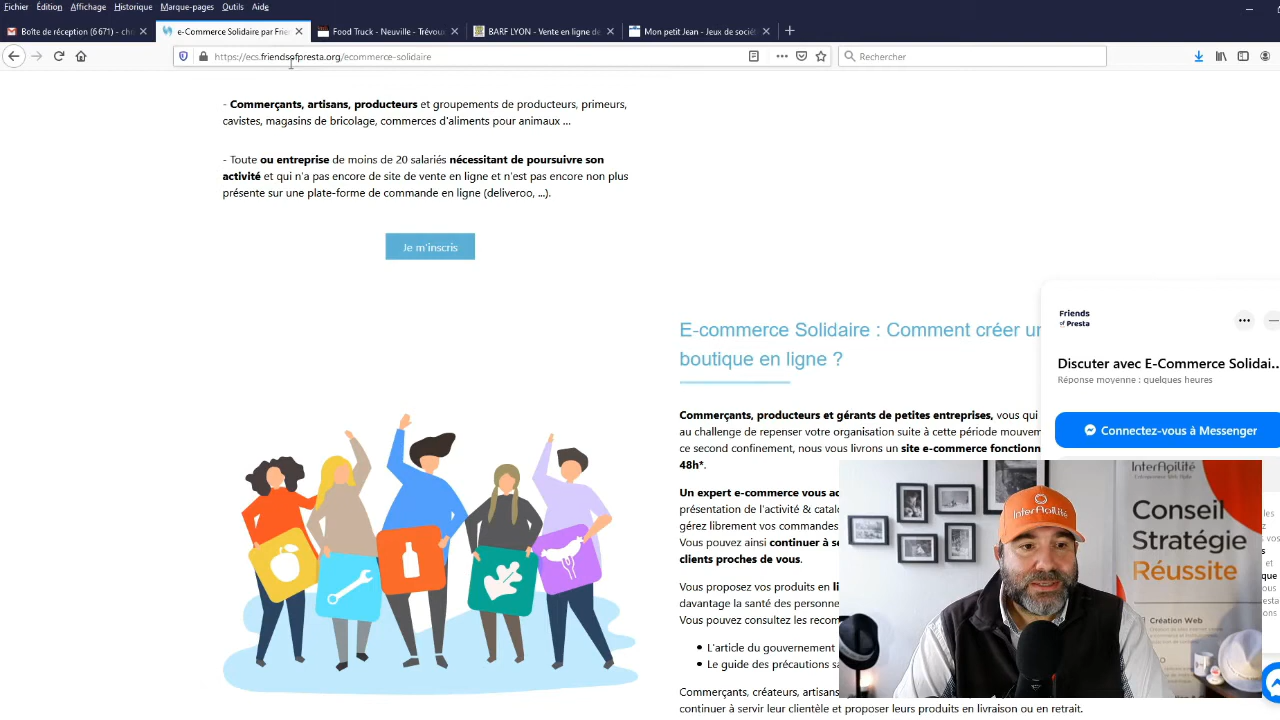 Fichier Édition Affichage Historique Marque-pages Outils Aide
Boîte de réception (6 671) - che
e-Commerce Solidaire par Frien
Food Truck - Neuville - Trévoux
BARF LYON - Vente en ligne de
Mon petit Jean - Jeux de socié
https://ecs.friendsofpresta.org/ecommerce-solidaire
Rechercher
- Commerçants, artisans, producteurs et groupements de producteurs, primeurs,
cavistes, magasins de bricolage, commerces d'aliments pour animaux ...
- Toute ou entreprise de moins de 20 salariés nécessitant de poursuivre son
activité et qui n'a pas encore de site de vente en ligne et n'est pas encore non plus
présente sur une plate-forme de commande en ligne (deliveroo, ...).
Je m'inscris
E-commerce Solidaire : Comment créer un
boutique en ligne ?
Commerçants, producteurs et gérants de petites entreprises, vous qui
au challenge de repenser votre organisation suite à cette période mouvem
ce second confinement, nous vous livrons un site e-commerce fonctionn
48h*.
Un expert e-commerce vous ac
présentation de l'activité & catalo
gérez librement vos commandes
Vous pouvez ainsi continuer à se
clients proches de vous.
Vous proposez vos produits en li
davantage la santé des personne
Vous pouvez consultez les recom
• L'article du gouvernement
• Le guide des précautions sa
Commerçants, créateurs, artisans
continuer à servir leur clientèle et proposer leurs produits en livraison ou en retrait.
Friends
of Presta
Discuter avec E-Commerce Solidai...
Réponse moyenne : quelques heures
Connectez-vous à Messenger
InterAgilité
Conseil
Stratégie
Réussite
Création Web
InterAgilité